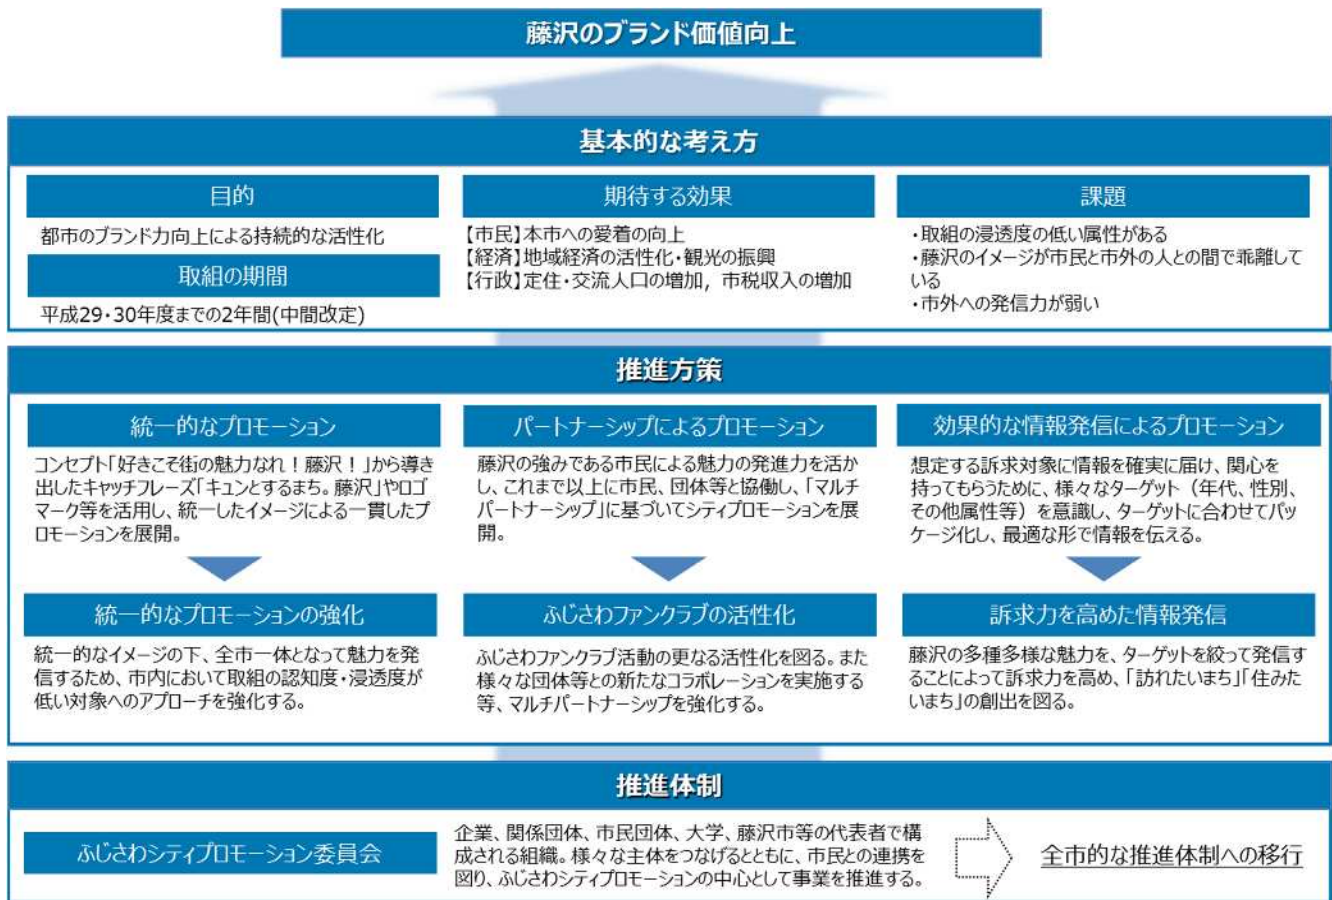 藤沢のブランド価値向上
基本的な考え方
目的
都市のブランド力向上による持続的な活性化
取組の期間
平成29・30年度までの2年間(中間改定)
期待する効果
【市民】本市への愛着の向上
【経済】地域経済の活性化・観光の振興
【行政】定住・交流人口の増加，市税収入の増加
課題
・取組の浸透度の低い属性がある
・藤沢のイメージが市民と市外の人との間で乖離して
いる
・市外への発信力が弱い
推進方策
統一的なプロモーション
コンセプト「好きこそ街の魅力なれ！藤沢！」から導き
出したキャッチフレーズ「キュンとするまち。藤沢」やロゴ
マーク等を活用し、統一したイメージによる一貫したプ
ロモーションを展開。
統一的なプロモーションの強化
統一的なイメージの下、全市一体となって魅力を発
信するため、市内において取組の認知度・浸透度が
低い対象へのアプローチを強化する。
パートナーシップによるプロモーション
藤沢の強みである市民による魅力の発進力を活か
し、これまで以上に市民、団体等と協働し、「マルチ
パートナーシップ」に基づいてシティプロモーションを展
開。
ふじさわファンクラブの活性化
ふじさわファンクラブ活動の更なる活性化を図る。また
様々な団体等との新たなコラボレーションを実施する
等、マルチパートナーシップを強化する。
効果的な情報発信によるプロモーション
想定する訴求対象に情報を確実に届け、関心を
持ってもらうために、様々なターゲット（年代、性別、
その他属性等）を意識し、ターゲットに合わせてパッ
ケージ化し、最適な形で情報を伝える。
訴求力を高めた情報発信
藤沢の多種多様な魅力を、ターゲットを絞って発信す
ることによって訴求力を高め、「訪れたいまち」「住みた
いまち」の創出を図る。
推進体制
ふじさわシティプロモーション委員会
企業、関係団体、市民団体、大学、藤沢市等の代表者で構
成される組織。様々な主体をつなげるとともに、市民との連携を
図り、ふじさわシティプロモーションの中心として事業を推進する。
全市的な推進体制への移行